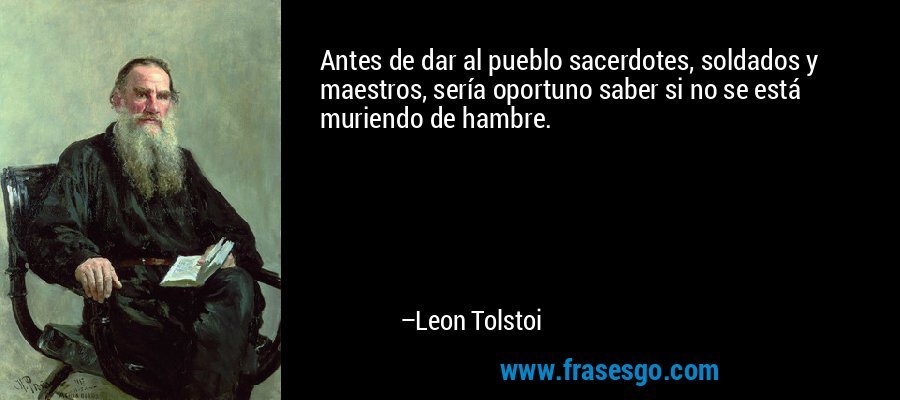 Antes de dar al pueblo sacerdotes, soldados y
maestros, sería oportuno saber si no se está
muriendo de hambre.
–Leon Tolstoi
www.frasesgo.com